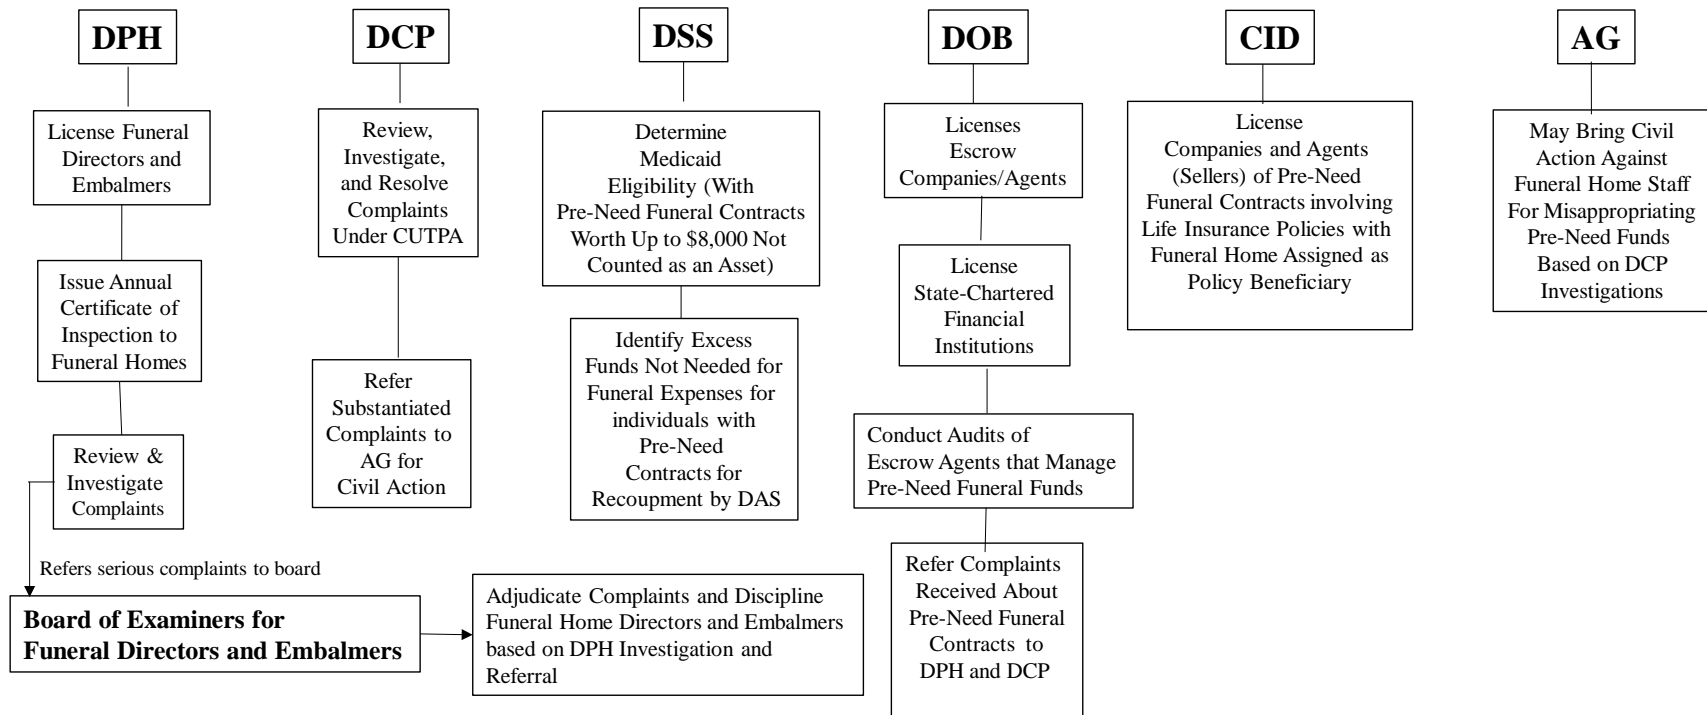 DPH
License Funeral
Directors and
Embalmers
Issue Annual
Certificate of
Inspection to
Funeral Homes
Review &
Investigate
Complaints
Refers serious complaints to board
Board of Examiners for
Funeral Directors and Embalmers
Adjudicate Complaints and Discipline
Funeral Home Directors and Embalmers
based on DPH Investigation and
Referral
DCP
Review,
Investigate,
and Resolve
Complaints
Under CUTPA
Refer
Substantiated
Complaints to
AG for
Civil Action
DSS
Determine
Medicaid
Eligibility (With
Pre-Need Funeral Contracts
Worth Up to $8,000 Not
Counted as an Asset)
Identify Excess
Funds Not Needed for
Funeral Expenses for
individuals with
Pre-Need
Contracts for
Recoupment by DAS
DOB
Licenses
Escrow
Companies/Agents
License
State-Chartered
Financial
Institutions
Conduct Audits of
Escrow Agents that Manage
Pre-Need Funeral Funds
Refer Complaints
Received About
Pre-Need Funeral
Contracts to
DPH and DCP
CID
License
Companies and Agents
(Sellers) of Pre-Need
Funeral Contracts involving
Life Insurance Policies with
Funeral Home Assigned as
Policy Beneficiary
AG
May Bring Civil
Action Against
Funeral Home Staff
For Misappropriating
Pre-Need Funds
Based on DCP
Investigations